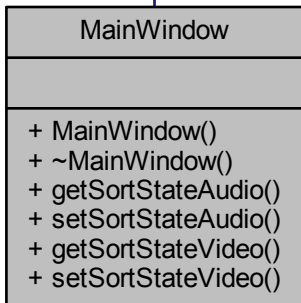 MainWindow
+ MainWindow()
+ ~MainWindow()
+ getSortStateAudio()
+ setSortStateAudio()
+ getSortStateVideo()
+ setSortStateVideo()